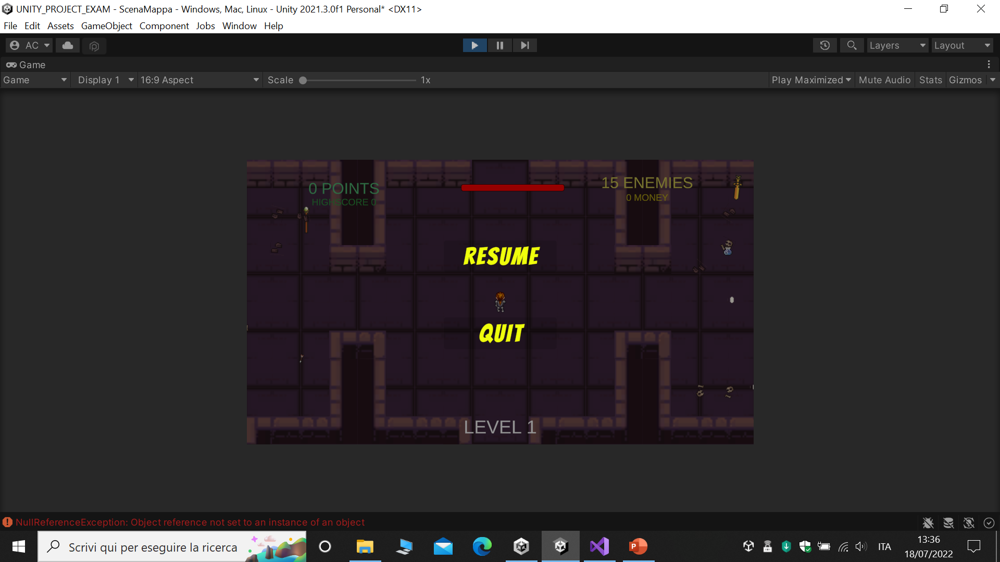 UNITY_PROJECT_EXAM - ScenaMappa - Windows, Mac, Linux - Unity 2021.3.0f1 Personal* <DX11>
File Edit Assets GameObject Component Jobs Window Help
AC Layers Layout
Game
Game Display 1 16:9 Aspect Scale 1x Play Maximized Mute Audio Stats Gizmos
0 POINTS
HIGHSCORE 0
15 ENEMIES
0 MONEY
RESUME
QUIT
LEVEL 1
NullReferenceException: Object reference not set to an instance of an object
Scrivi qui per eseguire la ricerca
P
ITA
13:36
18/07/2022